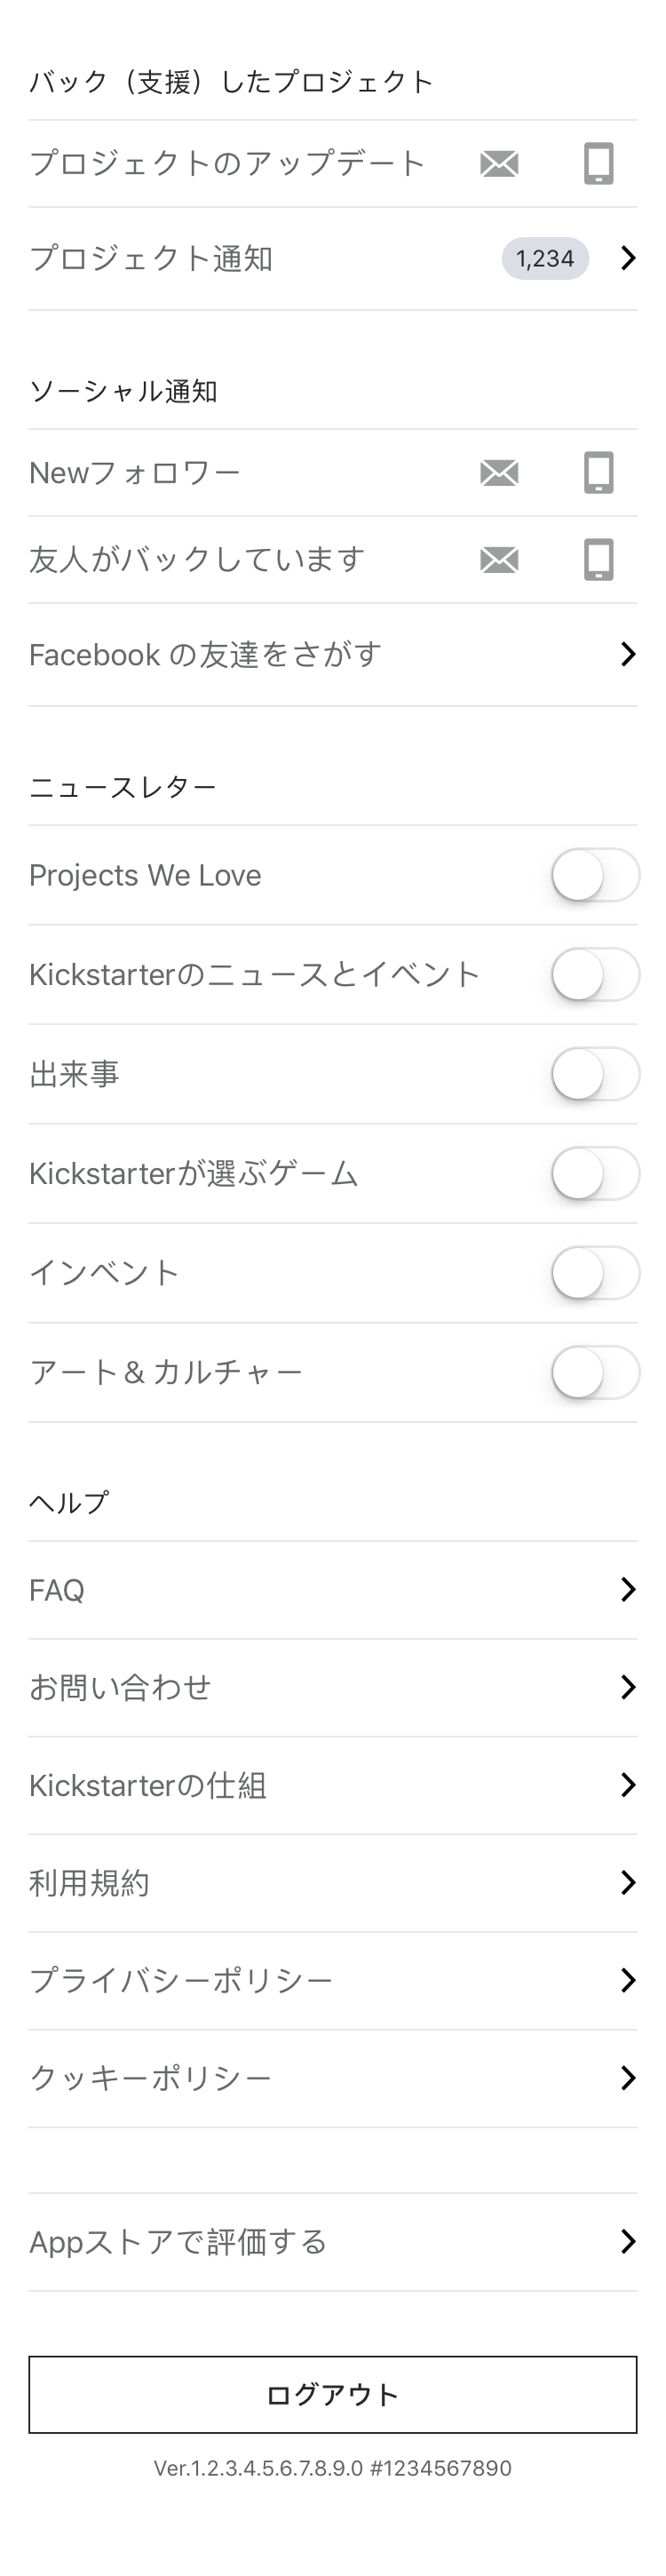 バック（支援）したプロジェクト
プロジェクトのアップデート
プロジェクト通知 1,234
ソーシャル通知
Newフォロワー
友人がバックしています
Facebook の友達をさがす
ニュースレター
Projects We Love
Kickstarterのニュースとイベント
出来事
Kickstarterが選ぶゲーム
インベント
アート& カルチャー
ヘルプ
FAQ
お問い合わせ
Kickstarterの仕組
利用規約
プライバシーポリシー
クッキーポリシー
Appストアで評価する
ログアウト
Ver.1.2.3.4.5.6.7.8.9.0 #1234567890